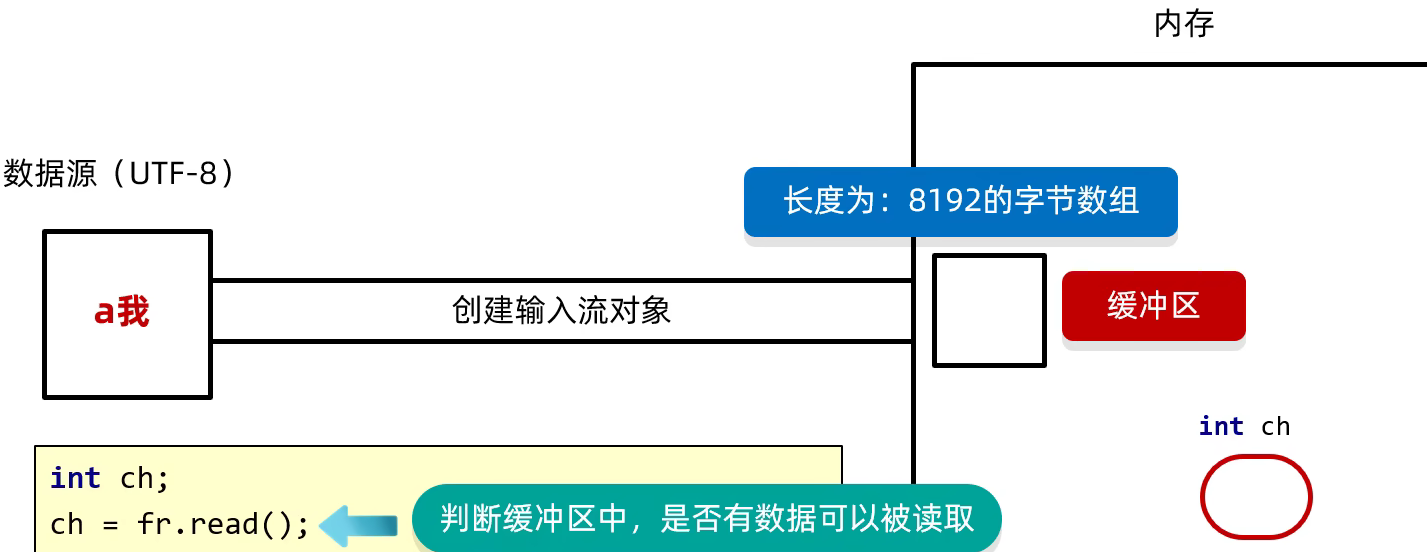 内存
数据源（UTF-8）
长度为：8192的字节数组
a我
创建输入流对象
缓冲区
int ch
int ch;
ch = fr.read();
判断缓冲区中，是否有数据可以被读取